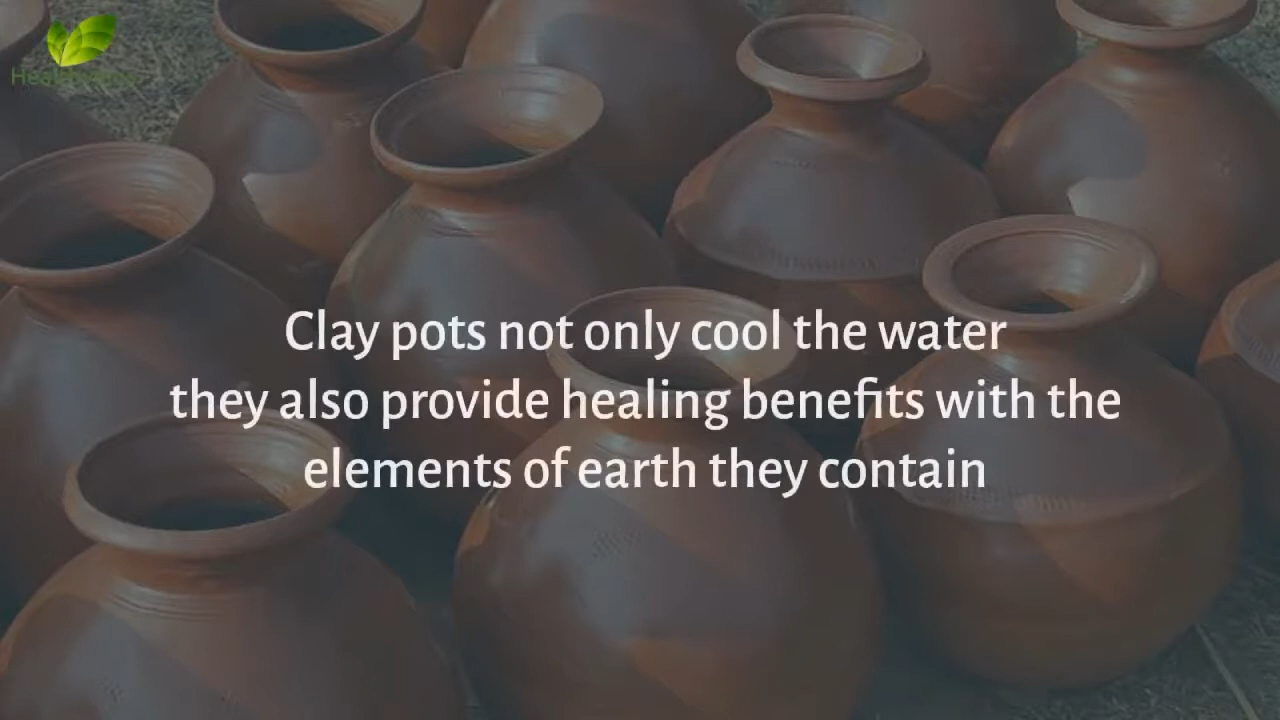 Clay pots not only cool the water
they also provide healing benefits with the
elements of earth they contain